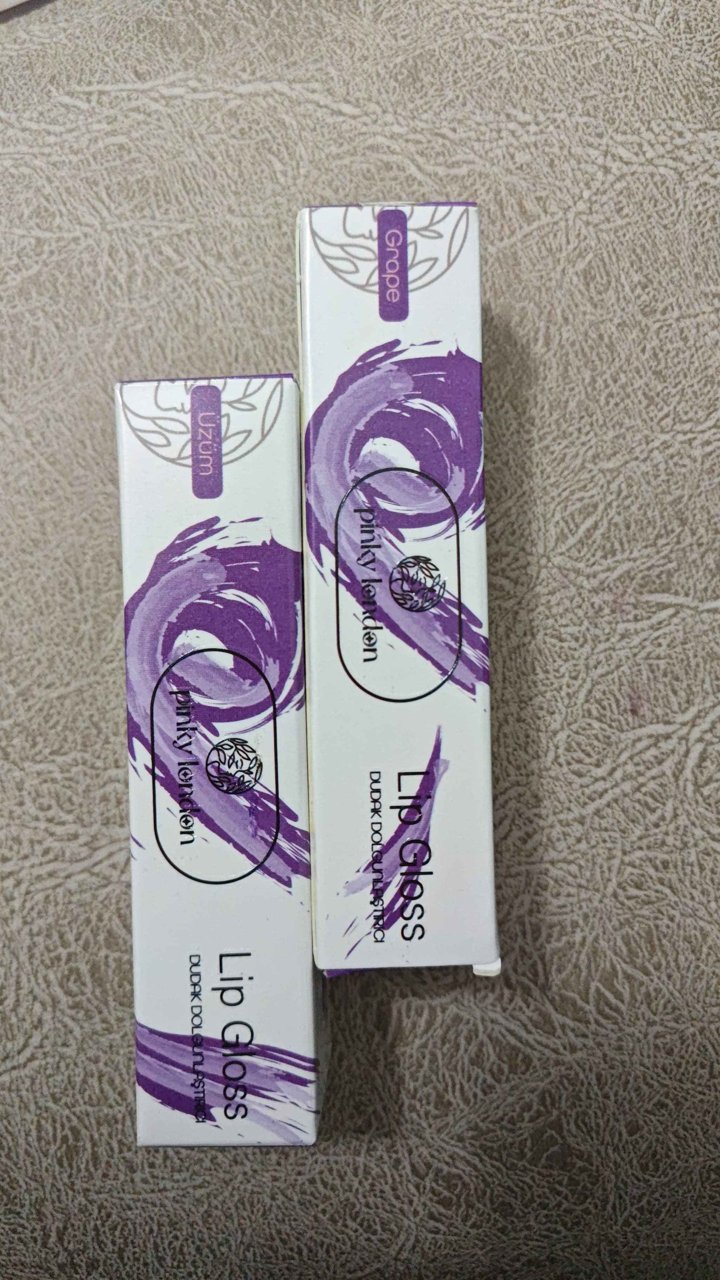 Üzüm
pinky london
Lip Gloss
DUDAK DOLGUNLAŞTIRICI
Grape
pinky london
Lip Gloss
DUDAK DOLGUNLAŞTIRICI